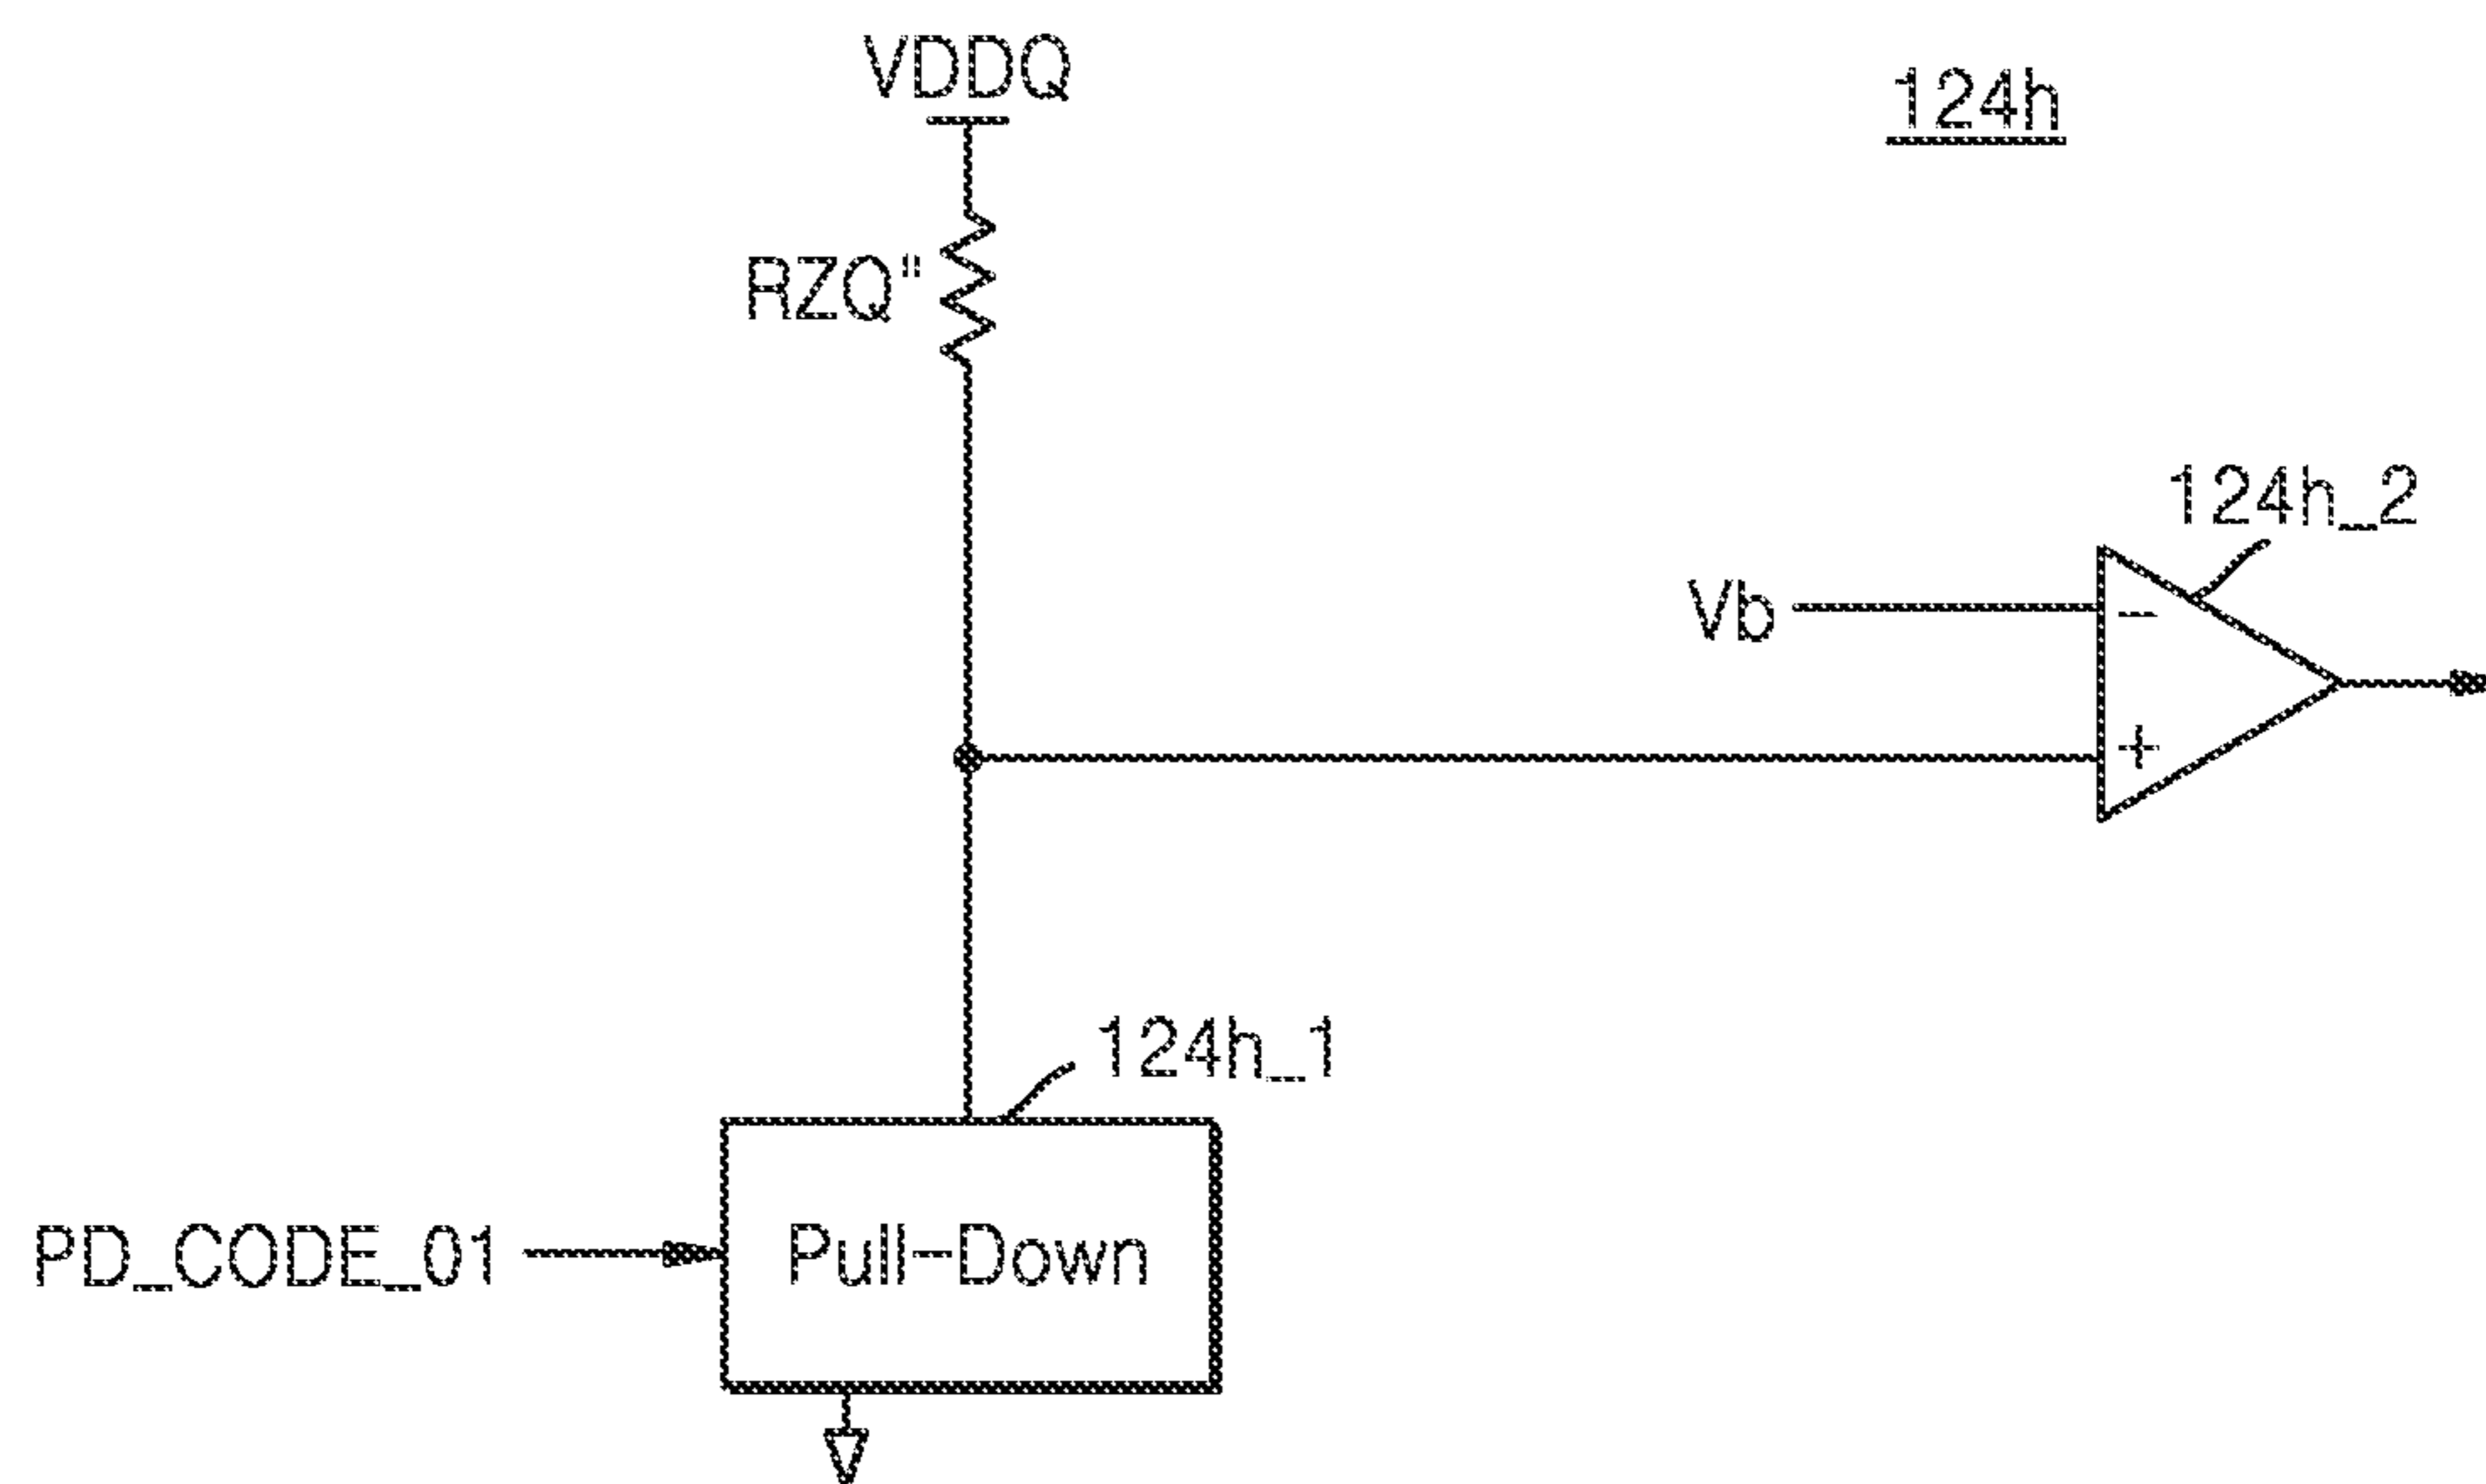 VDDQ
124h
RZQ"
124h_2
Vb
-
+
124h_1
PD_CODE_01
Pull-Down